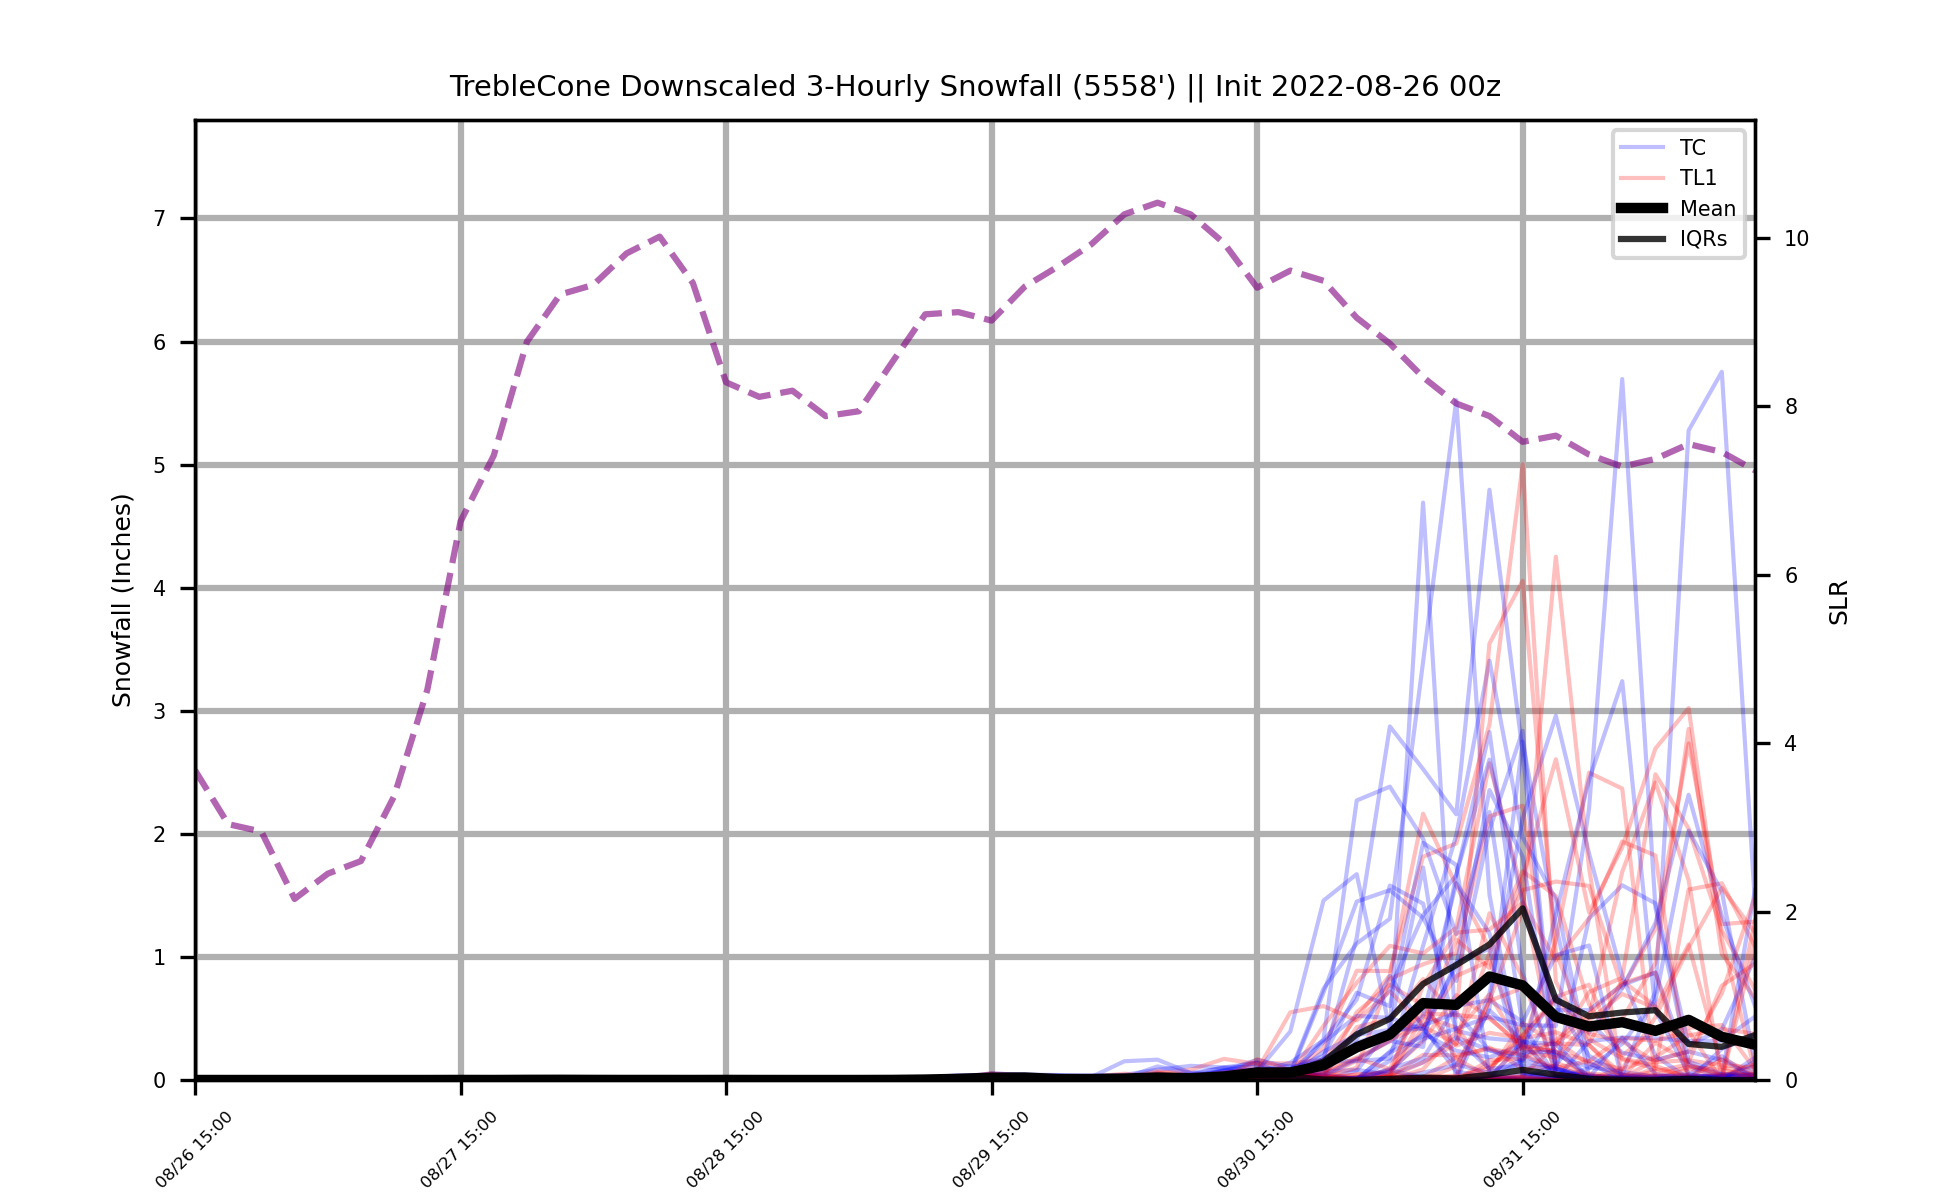 TrebleCone Downscaled 3-Hourly Snowfall (5558') || Init 2022-08-26 00z
TC
TL1
Mean
IQRs
Snowfall (Inches)
7
6
5
4
3
2
1
0
10
8
6
4
2
0
SLR
08/26 15:00
08/27 15:00
08/28 15:00
08/29 15:00
08/30 15:00
08/31 15:00